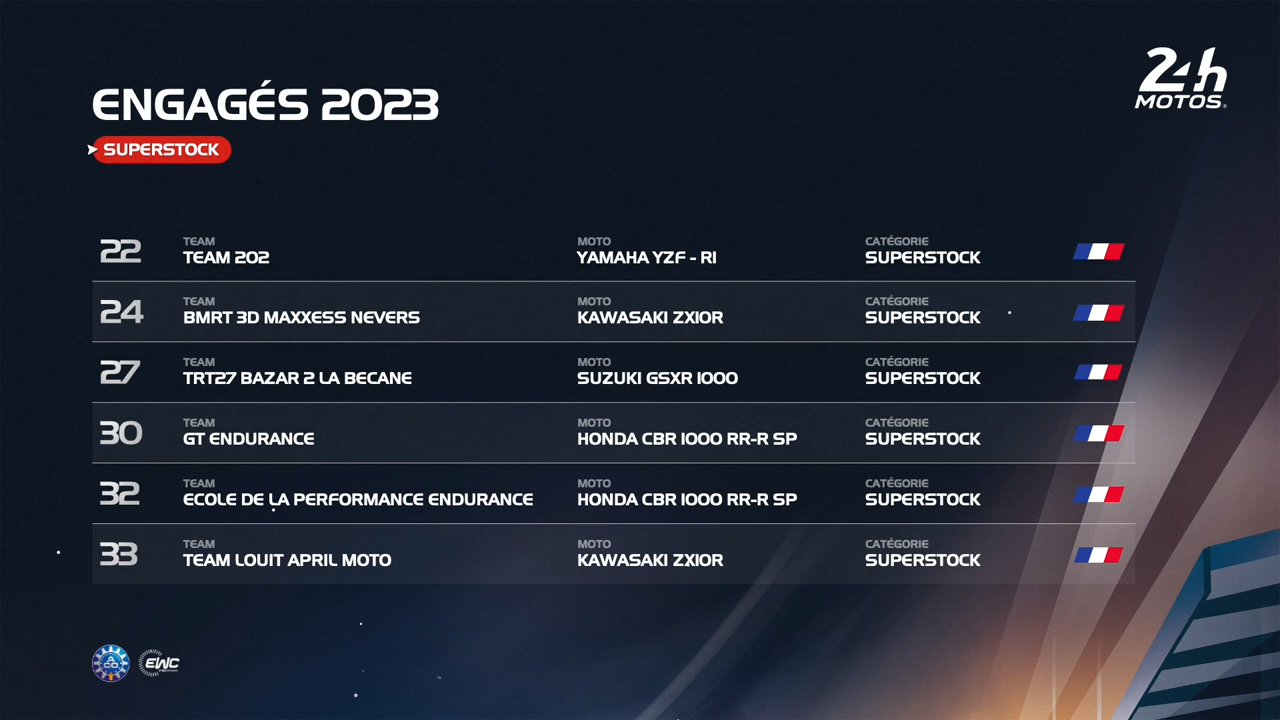 24h
MOTOS
ENGAGÉS 2023
SUPERSTOCK
22
TEAM
TEAM 202
MOTO
YAMAHA YZF - R1
CATÉGORIE
SUPERSTOCK
24
TEAM
BMRT 3D MAXXESS NEVERS
MOTO
KAWASAKI ZX10R
CATÉGORIE
SUPERSTOCK
27
TEAM
TRT27 BAZAR 2 LA BECANE
MOTO
SUZUKI GSXR 1000
CATÉGORIE
SUPERSTOCK
30
TEAM
GT ENDURANCE
MOTO
HONDA CBR 1000 RR-R SP
CATÉGORIE
SUPERSTOCK
32
TEAM
ECOLE DE LA PERFORMANCE ENDURANCE
MOTO
HONDA CBR 1000 RR-R SP
CATÉGORIE
SUPERSTOCK
33
TEAM
TEAM LOUIT APRIL MOTO
MOTO
KAWASAKI ZX10R
CATÉGORIE
SUPERSTOCK
ACO
EWC